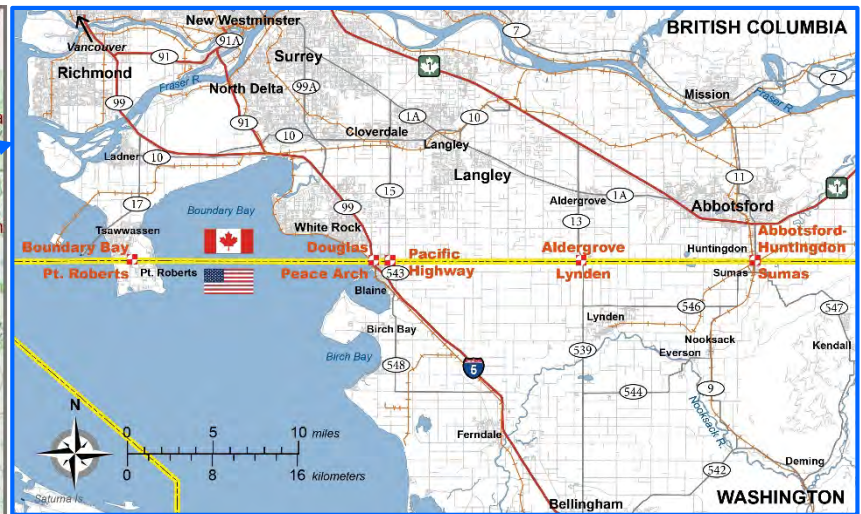 BRITISH COLUMBIA
New Westminster
Vancouver
91A
7
1
Surrey
91
Richmond
Fraser R.
North Delta
99A
Mission
7
Fraser R.
99
91
1A
10
10
Cloverdale
Langley
Ladner
10
Langley
11
15
1A
1
Aldergrove
Abbotsford
17
Boundary Bay
99
13
Tsawwassen
White Rock
Boundary Bay
Douglas
Pacific
Highway
Aldergrove
Huntingdon
Abbotsford-
Huntingdon
Pt. Roberts
Pt. Roberts
Peace Arch
543
Lynden
Sumas
Sumas
Blaine
546
547
Birch Bay
Lynden
Nooksack
Birch Bay
Everson
Kendall
548
5
539
544
9
Nooksack R.
N
0 5 10 miles
0 8 16 kilometers
Ferndale
542
Deming
Saturna Is.
Bellingham
WASHINGTON